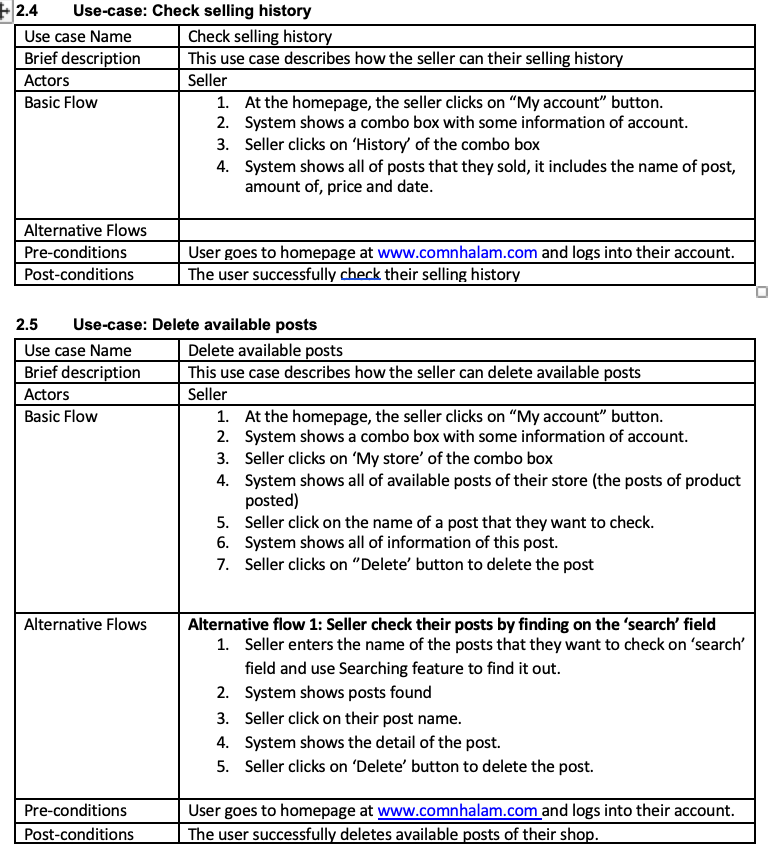 2.4 Use-case: Check selling history
Use case Name Check selling history
Brief description This use case describes how the seller can their selling history
Actors Seller
Basic Flow 1. At the homepage, the seller clicks on “My account” button.
2. System shows a combo box with some information of account.
3. Seller clicks on ‘History’ of the combo box
4. System shows all of posts that they sold, it includes the name of post,
amount of, price and date.
Alternative Flows
Pre-conditions User goes to homepage at www.comnhalam.com and logs into their account.
Post-conditions The user successfully check their selling history
2.5 Use-case: Delete available posts
Use case Name Delete available posts
Brief description This use case describes how the seller can delete available posts
Actors Seller
Basic Flow 1. At the homepage, the seller clicks on “My account” button.
2. System shows a combo box with some information of account.
3. Seller clicks on ‘My store’ of the combo box
4. System shows all of available posts of their store (the posts of product
posted)
5. Seller click on the name of a post that they want to check.
6. System shows all of information of this post.
7. Seller clicks on “Delete’ button to delete the post
Alternative Flows Alternative flow 1: Seller check their posts by finding on the ‘search’ field
1. Seller enters the name of the posts that they want to check on ‘search’
field and use Searching feature to find it out.
2. System shows posts found
3. Seller click on their post name.
4. System shows the detail of the post.
5. Seller clicks on ‘Delete’ button to delete the post.
Pre-conditions User goes to homepage at www.comnhalam.com and logs into their account.
Post-conditions The user successfully deletes available posts of their shop.